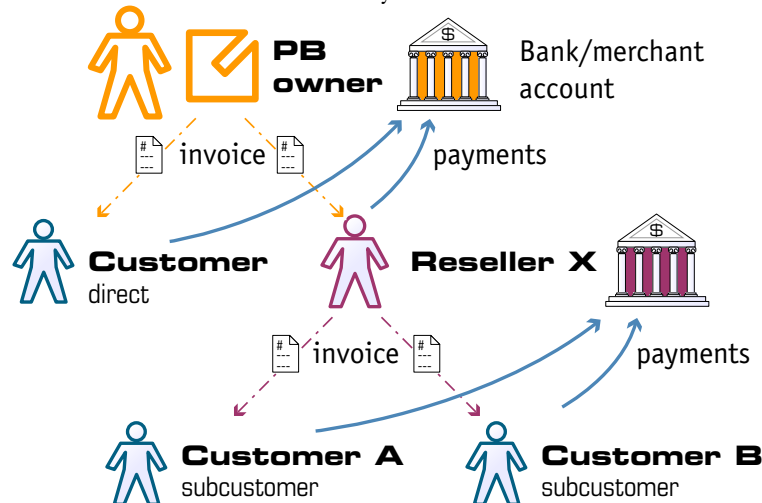 PB
owner
$
Bank/merchant
account
#
invoice
#
payments
Customer
direct
Reseller X
$
#
invoice
#
payments
Customer A
subcustomer
Customer B
subcustomer